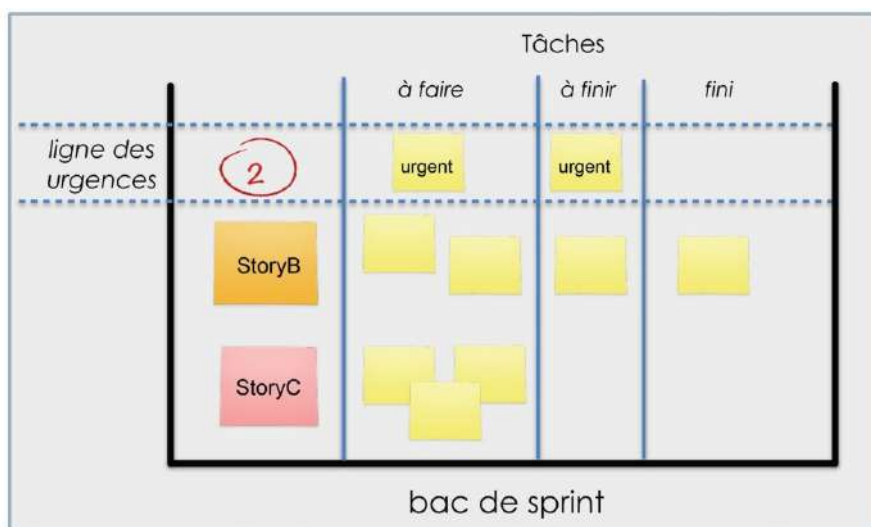 Tâches
à faire
à finir
fini
ligne des
urgences
2
urgent
urgent
StoryB
StoryC
bac de sprint